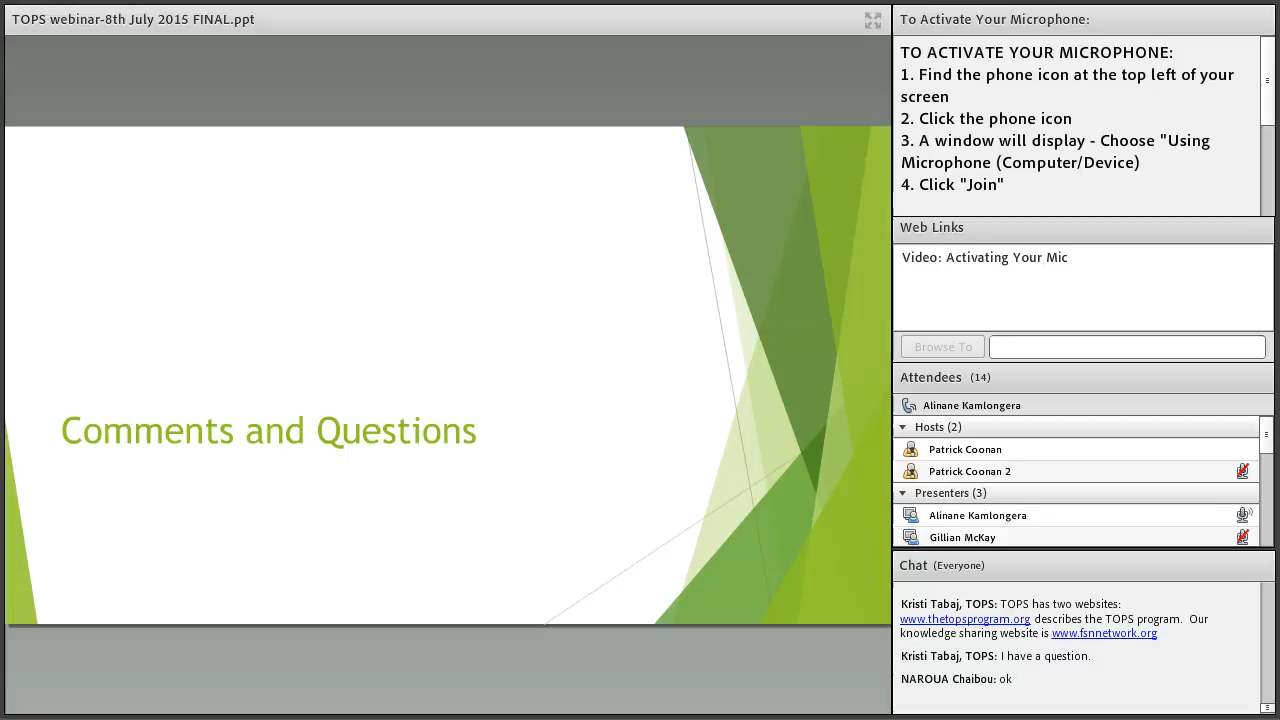 TOPS webinar-8th July 2015 FINAL.ppt
Comments and Questions
To Activate Your Microphone:
TO ACTIVATE YOUR MICROPHONE:
1. Find the phone icon at the top left of your
screen
2. Click the phone icon
3. A window will display - Choose "Using
Microphone (Computer/Device)
4. Click "Join"
Web Links
Video: Activating Your Mic
Browse To
Attendees (14)
Alinane Kamlongera
Hosts (2)
Patrick Coonan
Patrick Coonan 2
Presenters (3)
Alinane Kamlongera
Gillian McKay
Chat (Everyone)
Kristi Tabaj, TOPS: TOPS has two websites:
www.thetopsprogram.org describes the TOPS program. Our
knowledge sharing website is www.fsnnetwork.org
Kristi Tabaj, TOPS: I have a question.
NAROUA Chaibou: ok